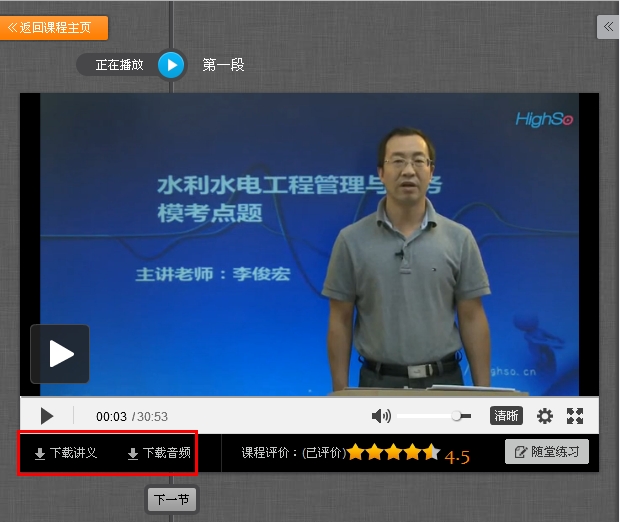 《返回课程主页
《
正在播放
第一段
HighSo
水利水电工程管理与 务
模考点题
主讲老师：李俊宏
highso.cn
00:03 /30:53
清晰
下载讲义
下载音频
课程评价：(已评价)
4.5
随堂练习
下一节